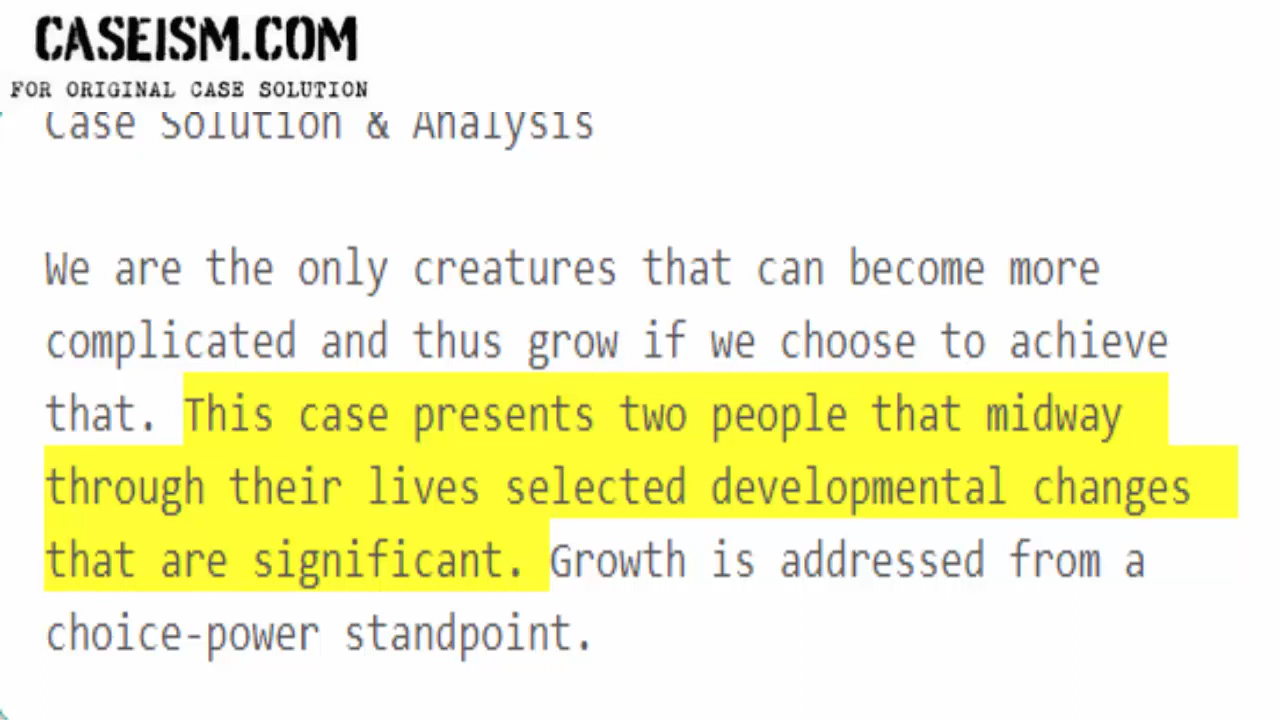 CASEISM.COM
FOR ORIGINAL CASE SOLUTION
Case Solution & Analysis
We are the only creatures that can become more
complicated and thus grow if we choose to achieve
that. This case presents two people that midway
through their lives selected developmental changes
that are significant. Growth is addressed from a
choice-power standpoint.